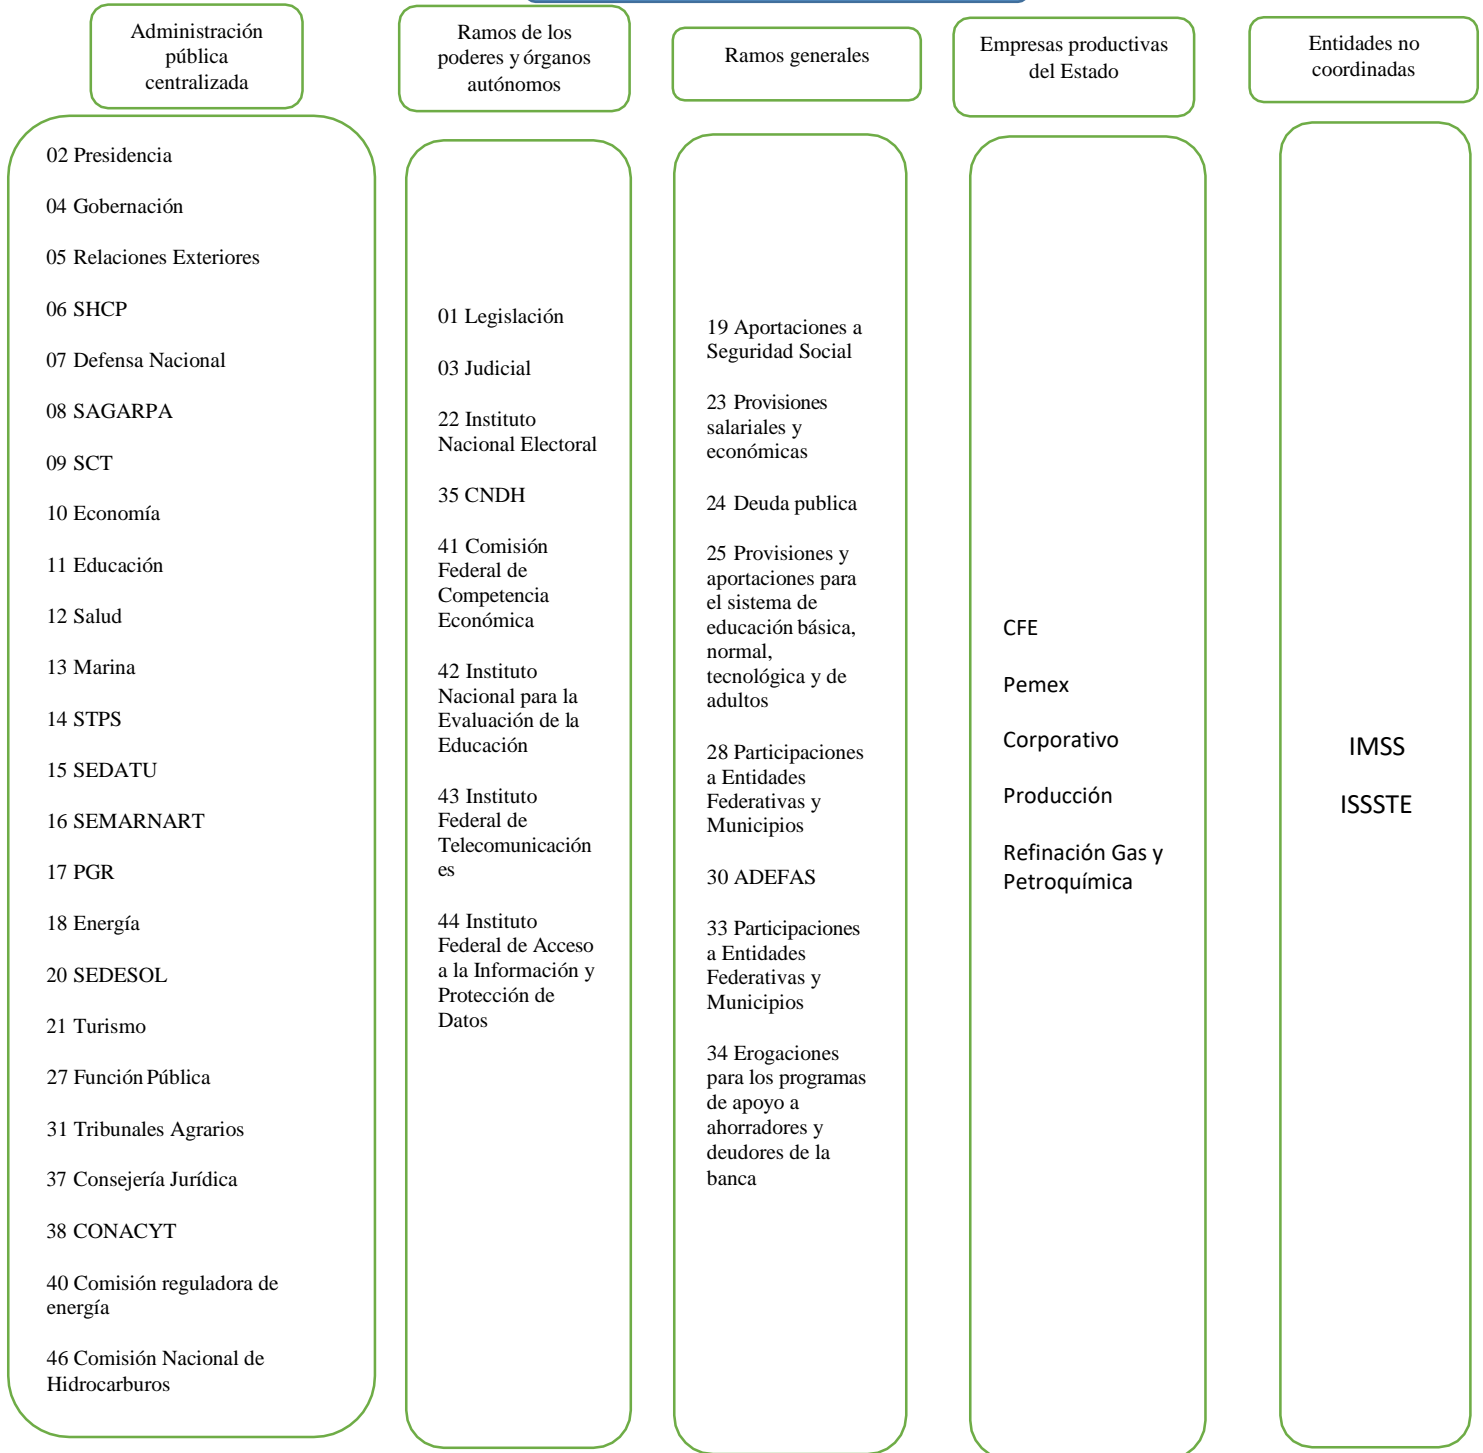 Administración
pública
centralizada
Ramos de los
poderes y órganos
autónomos
Ramos generales
Empresas productivas
del Estado
Entidades no
coordinadas
02 Presidencia
04 Gobernación
05 Relaciones Exteriores
06 SHCP
07 Defensa Nacional
08 SAGARPA
09 SCT
10 Economía
11 Educación
12 Salud
13 Marina
14 STPS
15 SEDATU
16 SEMARNART
17 PGR
18 Energía
20 SEDESOL
21 Turismo
27 Función Pública
31 Tribunales Agrarios
37 Consejería Jurídica
38 CONACYT
40 Comisión reguladora de
energía
46 Comisión Nacional de
Hidrocarburos
01 Legislación
03 Judicial
22 Instituto
Nacional Electoral
35 CNDH
41 Comisión
Federal de
Competencia
Económica
42 Instituto
Nacional para la
Evaluación de la
Educación
43 Instituto
Federal de
Telecomunicación
es
44 Instituto
Federal de Acceso
a la Información y
Protección de
Datos
19 Aportaciones a
Seguridad Social
23 Provisiones
salariales y
económicas
24 Deuda publica
25 Provisiones y
aportaciones para
el sistema de
educación básica,
normal,
tecnológica y de
adultos
28 Participaciones
a Entidades
Federativas y
Municipios
30 ADEFAS
33 Participaciones
a Entidades
Federativas y
Municipios
34 Erogaciones
para los programas
de apoyo a
ahorradores y
deudores de la
banca
CFE
Pemex
Corporativo
Producción
Refinación Gas y
Petroquímica
IMSS
ISSSTE